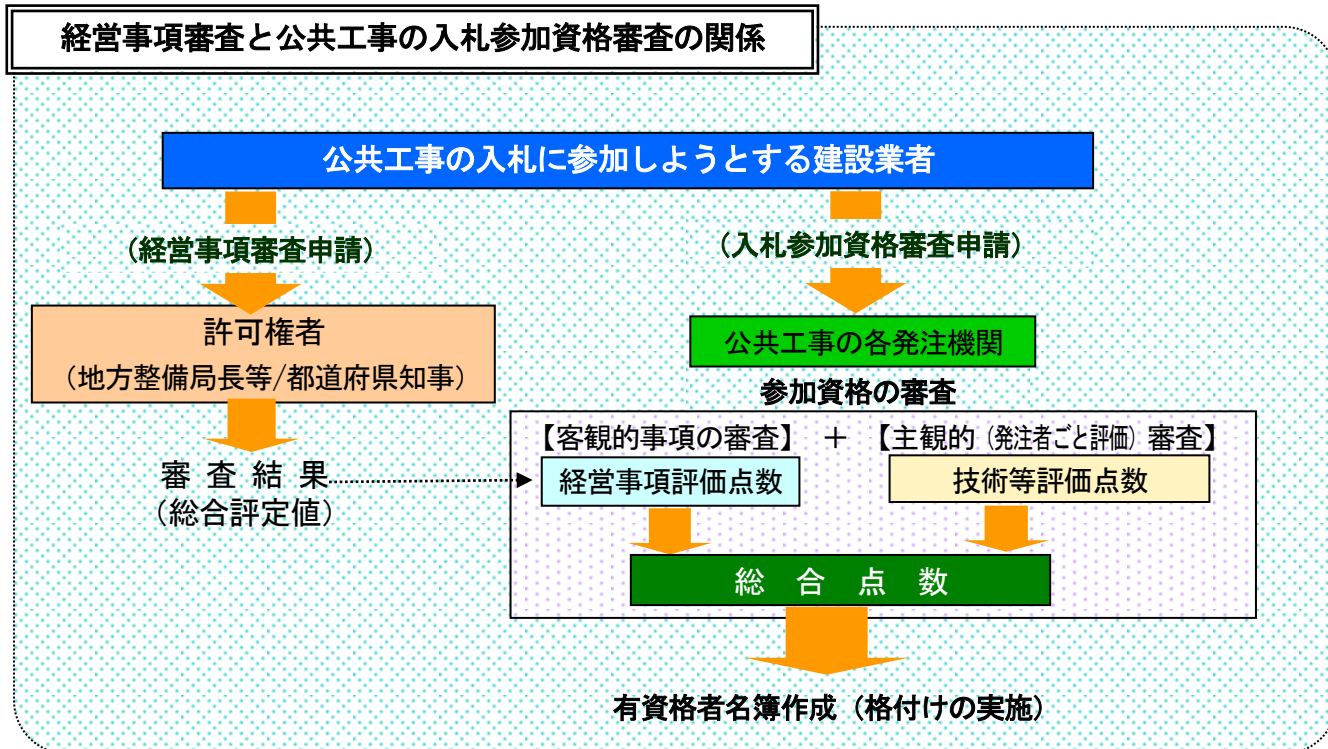 経営事項審査と公共工事の入札参加資格審査の関係
公共工事の入札に参加しようとする建設業者
（経営事項審査申請）
（入札参加資格審査申請）
許可権者
（地方整備局長等/都道府県知事）
公共工事の各発注機関
参加資格の審査
【客観的事項の審査】 ＋ 【主観的（発注者ごと評価）審査】
審査結果
（総合評定値）
経営事項評価点数
技術等評価点数
総合点数
有資格者名簿作成（格付けの実施）